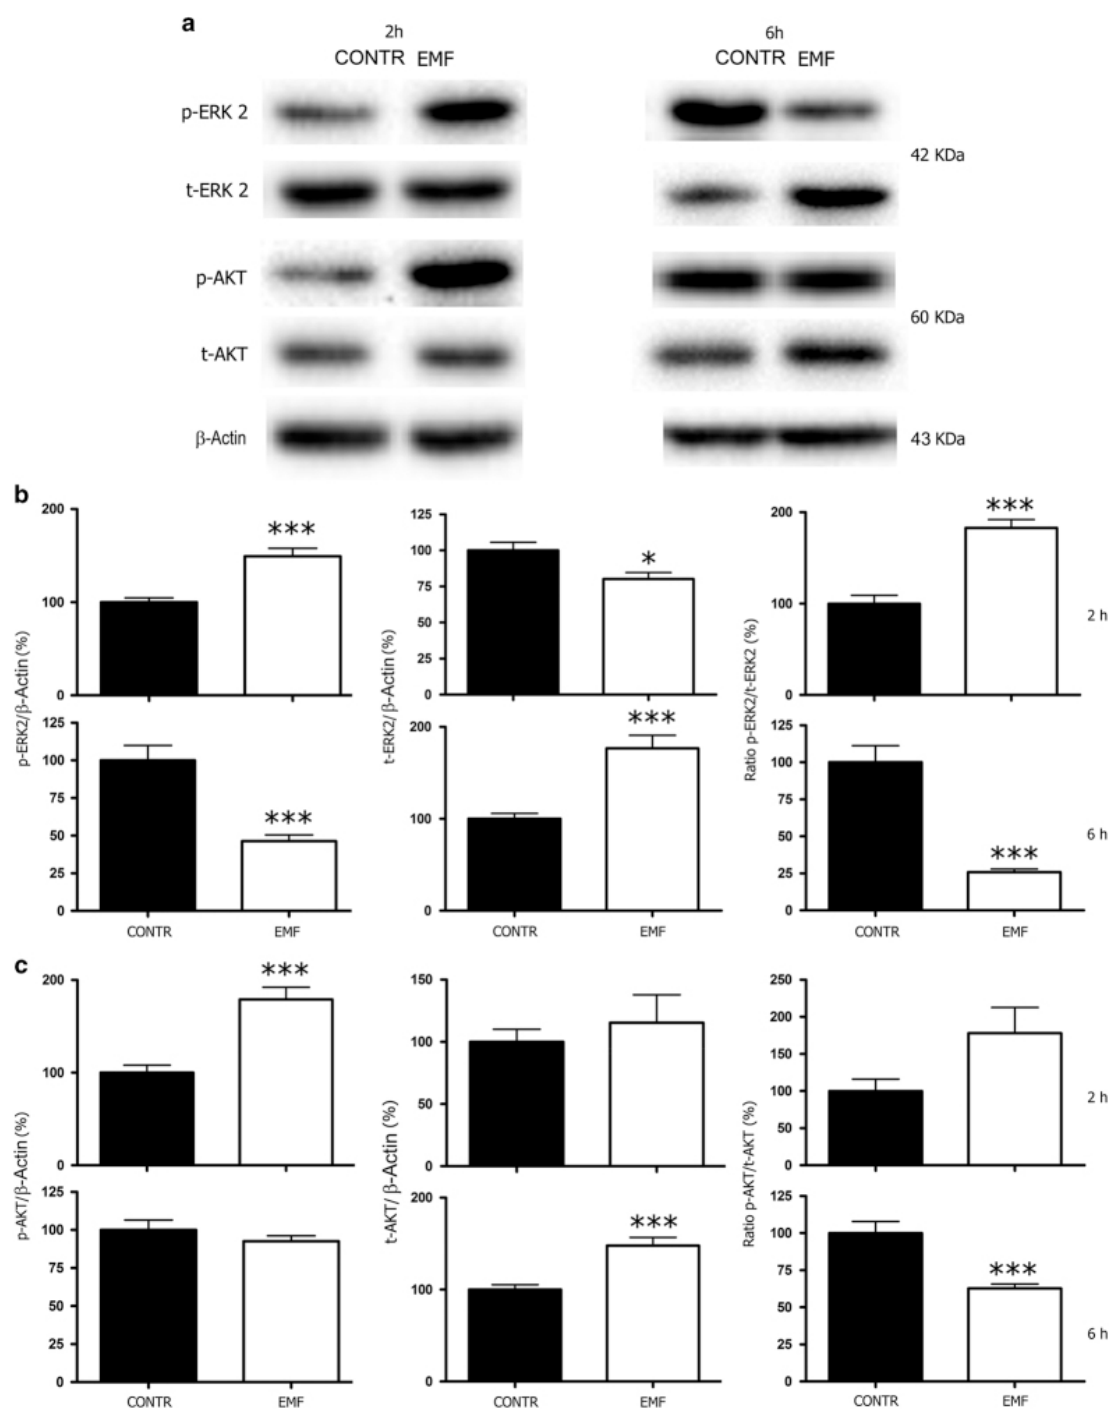 a
2h
6h
CONTR EMF
CONTR EMF
p-ERK 2
42 KDa
t-ERK 2
p-AKT
60 KDa
t-AKT
β-Actin
43 KDa
b
p-ERK2/β-Actin (%)
200
100
0
***
125
100
75
50
25
0
***
CONTR
EMF
t-ERK2/β-Actin (%)
125
100
75
50
25
0
*
200
100
0
***
CONTR
EMF
Ratio p-ERK2/t-ERK2 (%)
200
100
0
***
2 h
125
100
75
50
25
0
***
6 h
CONTR
EMF
c
p-AKT/β-Actin (%)
200
100
0
***
125
100
75
50
25
0
CONTR
EMF
t-AKT/ β-Actin (%)
150
100
50
0
200
100
0
***
CONTR
EMF
Ratio p-AKT/t-AKT (%)
250
200
150
100
50
0
2 h
125
100
75
50
25
0
***
6 h
CONTR
EMF